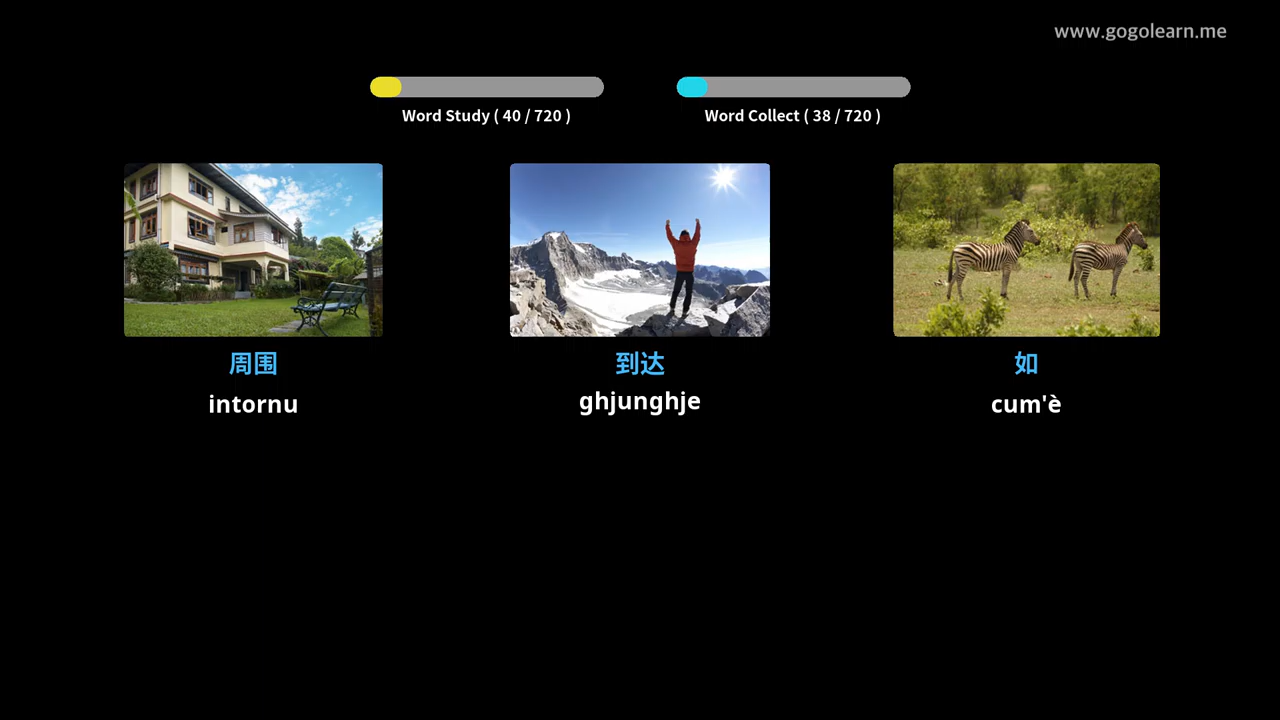 www.gogolearn.me
Word Study ( 40 / 720 )
Word Collect ( 38 / 720 )
周围
到达
如
intornu
ghjunghje
cum'è